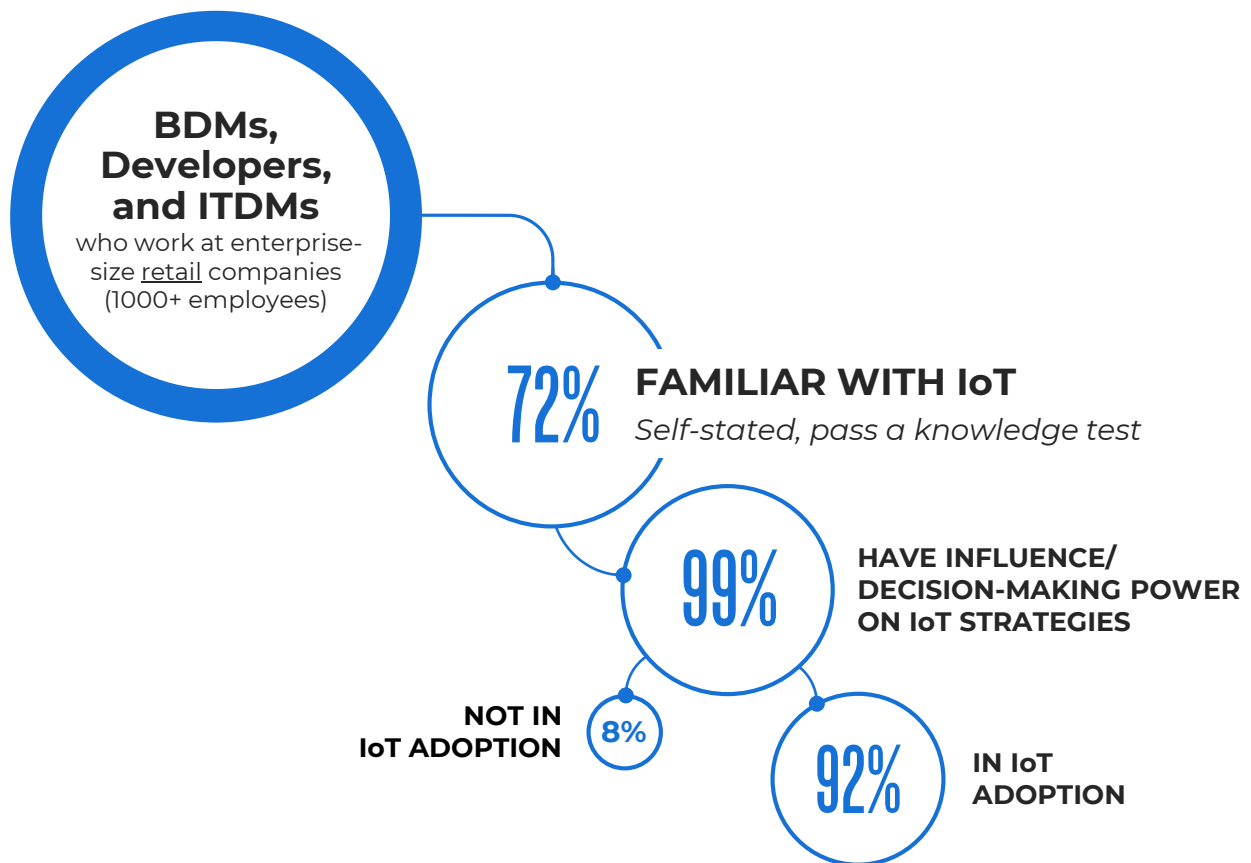 BDMs,
Developers,
and ITDMs
who work at enterprise-
size retail companies
(1000+ employees)
72%
FAMILIAR WITH IoT
Self-stated, pass a knowledge test
99%
HAVE INFLUENCE/
DECISION-MAKING POWER
ON IoT STRATEGIES
NOT IN
IoT ADOPTION
8%
92%
IN IoT
ADOPTION